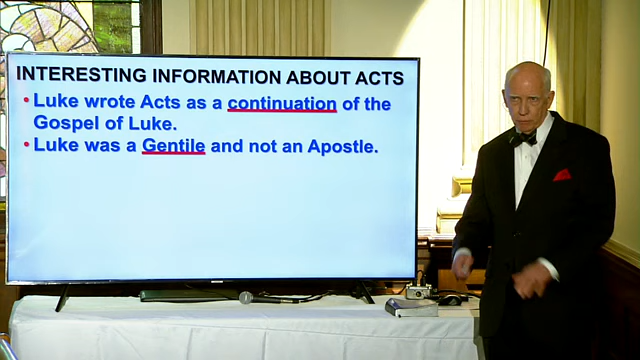 INTERESTING INFORMATION ABOUT ACTS
•Luke wrote Acts as a continuation of the
Gospel of Luke.
•Luke was a Gentile and not an Apostle.